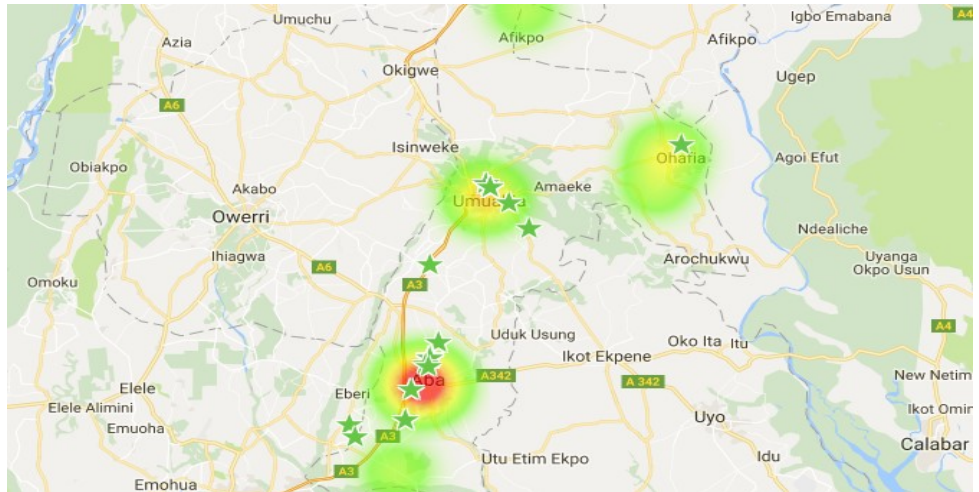 Umuchu
Igbo Emabana
A4
Azia
Afikpo
Afikpo
Okigwe
Ugep
A6
Isinweke
Obiakpo
Ohafia
Agoi Efut
Akabo
Amaeke
Owerri
Ndealiche
Ihiagwa
Arochukwu
Uyanga
Okpo Usun
A6
Omoku
A3
A4
Uduk Usung
Oko Ita
Itu
Ikot Ekpene
Elele
Eberi
Aba
A342
A 342
New Netim
Elele Alimini
Ikot Omin
Emuoha
Uyo
A3
Calabar
Utu Etim Ekpo
Idu
A3
Emohua